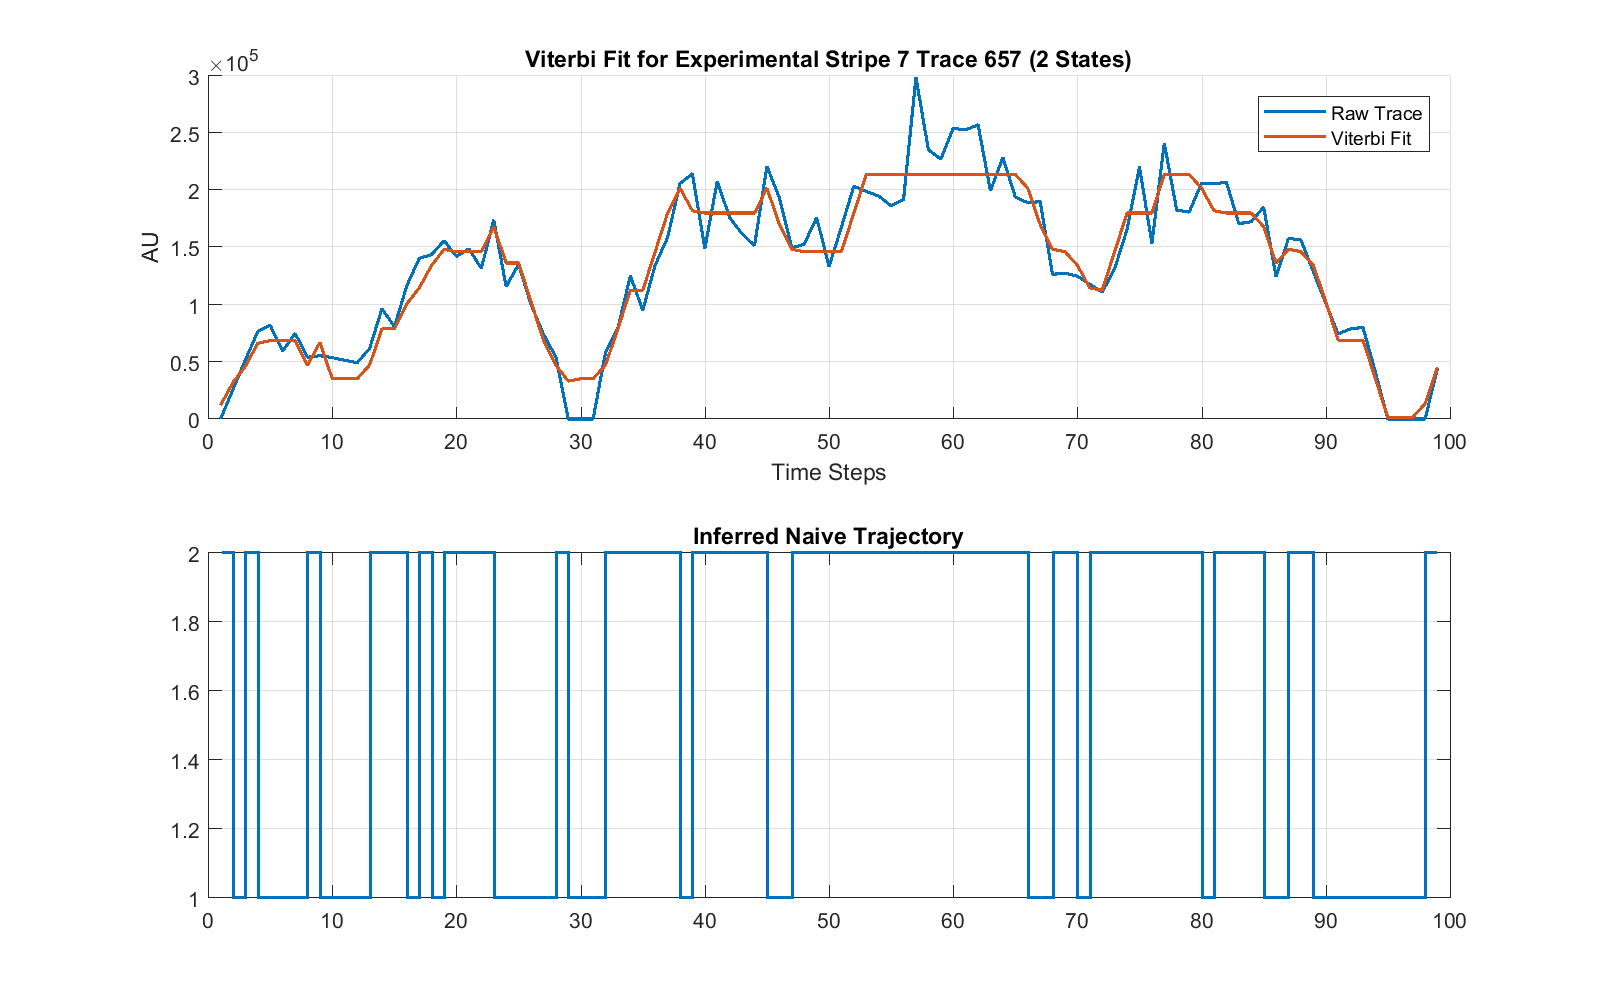 Viterbi Fit for Experimental Stripe 7 Trace 657 (2 States)
×10^5
3
2.5
2
1.5
1
0.5
0
AU
Raw Trace
Viterbi Fit
0 10 20 30 40 50 60 70 80 90 100
Time Steps
Inferred Naive Trajectory
2
1.8
1.6
1.4
1.2
1
0 10 20 30 40 50 60 70 80 90 100